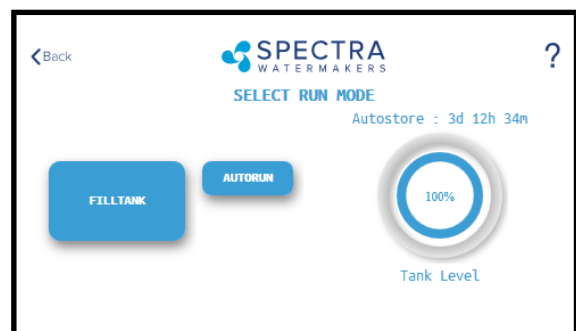 Back
SPECTRA
WATERMAKERS
?
SELECT RUN MODE
Autostore : 3d 12h 34m
FILLTANK
AUTORUN
100%
Tank Level